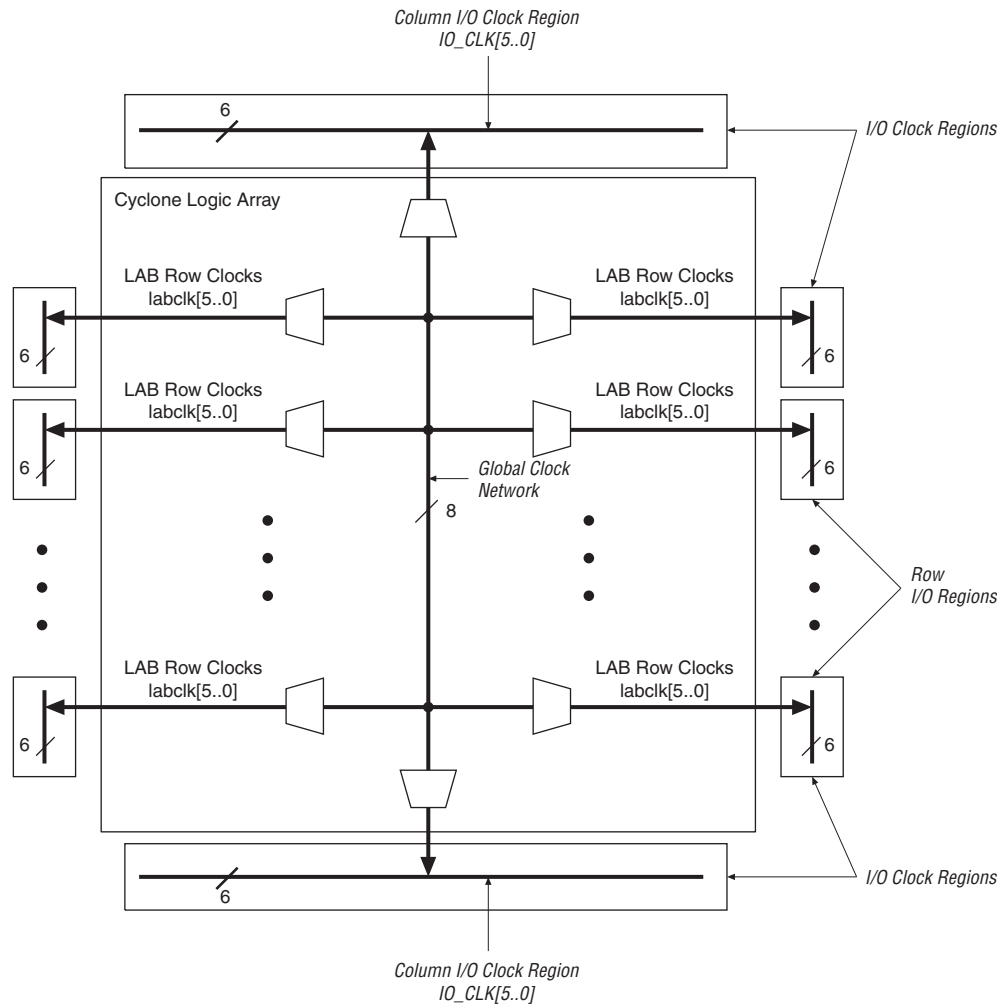 Column I/O Clock Region
IO_CLK[5..0]
6
I/O Clock Regions
Cyclone Logic Array
LAB Row Clocks
labclk[5..0]
LAB Row Clocks
labclk[5..0]
6
6
LAB Row Clocks
labclk[5..0]
LAB Row Clocks
labclk[5..0]
6
6
Global Clock
Network
8
Row
I/O Regions
LAB Row Clocks
labclk[5..0]
LAB Row Clocks
labclk[5..0]
6
6
6
I/O Clock Regions
Column I/O Clock Region
IO_CLK[5..0]